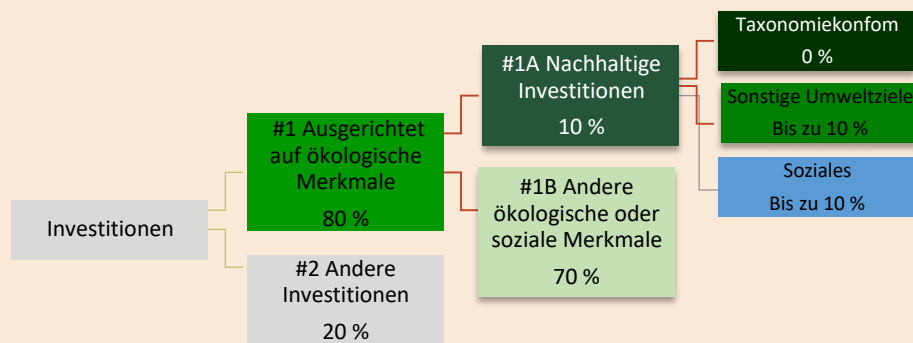 Investitionen
#1 Ausgerichtet
auf ökologische
Merkmale
80 %
#2 Andere
Investitionen
20 %
#1A Nachhaltige
Investitionen
10 %
#1B Andere
ökologische oder
soziale Merkmale
70 %
Taxonomiekonfom
0 %
Sonstige Umweltziele
Bis zu 10 %
Soziales
Bis zu 10 %